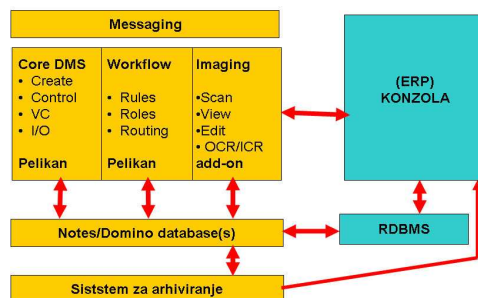 Messaging
Core DMS
• Create
• Control
• VC
• I/O
Pelikan
Workflow
• Rules
• Roles
• Routing
Pelikan
Imaging
•Scan
•View
•Edit
• OCR/ICR
add-on
(ERP)
KONZOLA
Notes/Domino database(s)
RDBMS
Siststem za arhiviranje